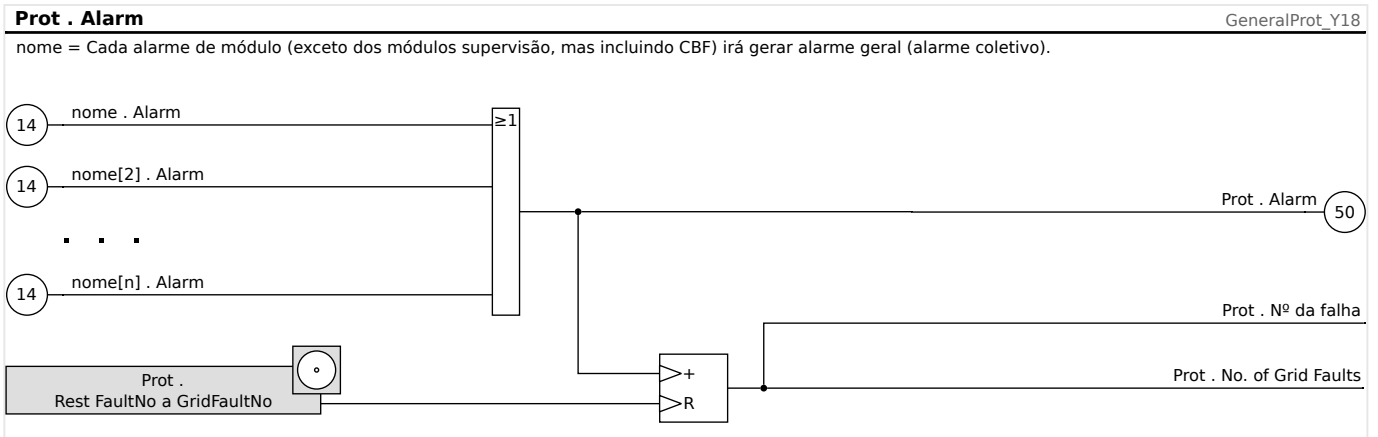 Prot . Alarm
GeneralProt_Y18
nome = Cada alarme de módulo (exceto dos módulos supervisão, mas incluindo CBF) irá gerar alarme geral (alarme coletivo).
14
nome . Alarm
≥1
14
nome[2] . Alarm
Prot . Alarm
50
. . .
14
nome[n] . Alarm
Prot . Nº da falha
Prot .
Rest FaultNo a GridFaultNo
+
R
Prot . No. of Grid Faults